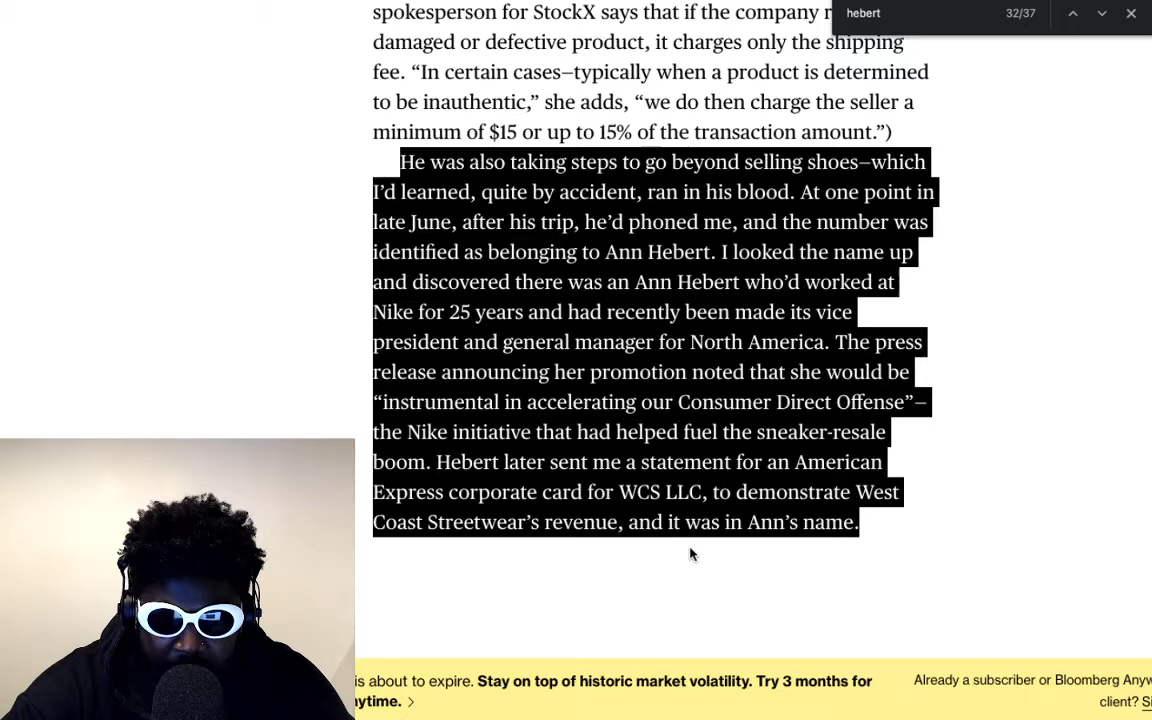 hebert
32/37
spokesperson for StockX says that if the company
damaged or defective product, it charges only the shipping
fee. “In certain cases—typically when a product is determined
to be inauthentic,” she adds, “we do then charge the seller a
minimum of $15 or up to 15% of the transaction amount.”)
He was also taking steps to go beyond selling shoes—which
I’d learned, quite by accident, ran in his blood. At one point in
late June, after his trip, he’d phoned me, and the number was
identified as belonging to Ann Hebert. I looked the name up
and discovered there was an Ann Hebert who’d worked at
Nike for 25 years and had recently been made its vice
president and general manager for North America. The press
release announcing her promotion noted that she would be
“instrumental in accelerating our Consumer Direct Offense”—
the Nike initiative that had helped fuel the sneaker-resale
boom. Hebert later sent me a statement for an American
Express corporate card for WCS LLC, to demonstrate West
Coast Streetwear’s revenue, and it was in Ann’s name.
is about to expire. Stay on top of historic market volatility. Try 3 months for
Already a subscriber or Bloomberg
client?